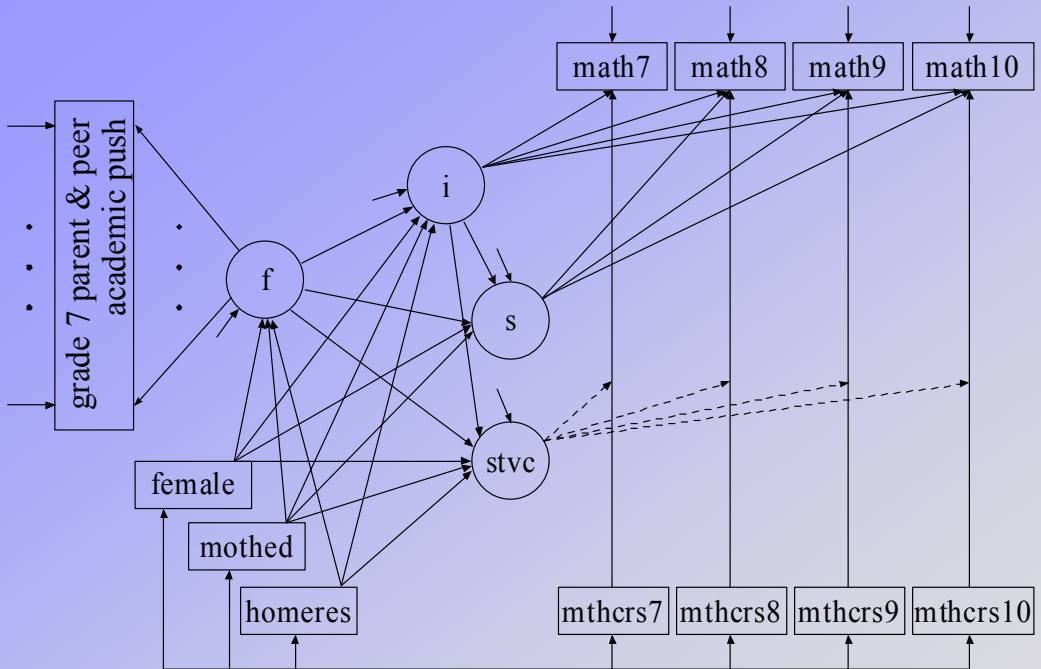 math7
math8
math9
math10
grade 7 parent & peer
academic push
i
f
s
stvc
female
mothed
homeres
mthcrs7
mthcrs8
mthcrs9
mthcrs10